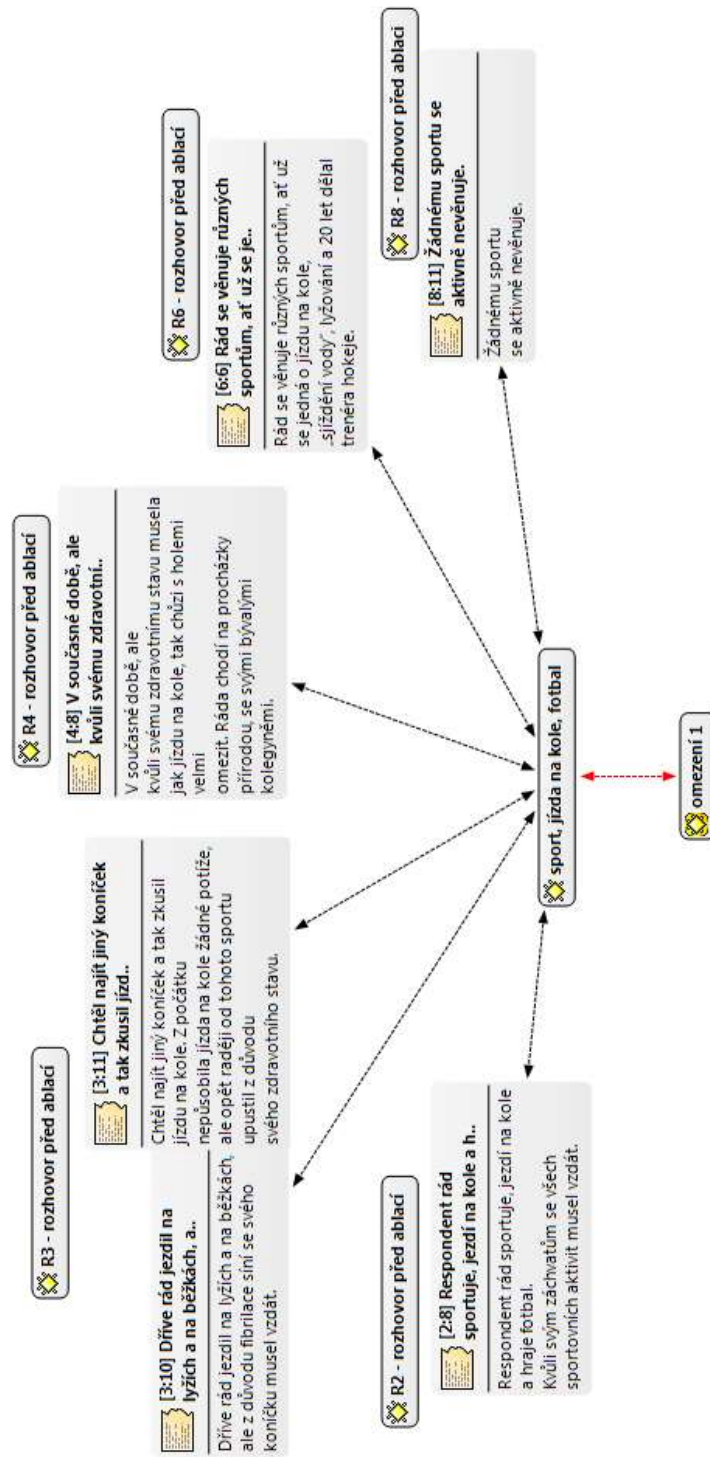 R2 - rozhovor před ablací
[2:8] Respondent rád
sportuje, jezdí na kole a h..
Respondent rád sportuje, jezdí na kole
a hraje fotbal.
Kvůli svým záchvatům se všech
sportovních aktivit musel vzdát.
R3 - rozhovor před ablací
[3:10] Dříve rád jezdil na
lyžích a na běžkách, a..
Dříve rád jezdil na lyžích a na běžkách,
ale z důvodu fibrilace síní se svého
koníčku musel vzdát.
[3:11] Chtěl najít jiný koníček
a tak zkusil jízd..
Chtěl najít jiný koníček a tak zkusil
jízdu na kole. Z počátku
nepůsobila jízda na kole žádné potíže,
ale opět raději od tohoto sportu
upustil z důvodu
svého zdravotního stavu.
R4 - rozhovor před ablací
[4:8] V současné době, ale
kvůli svému zdravotní..
V současné době, ale
kvůli svému zdravotnímu stavu musela
jak jízdu na kole, tak chůzi s holemi
velmi
omezit. Ráda chodí na procházky
přírodou, se svými bývalými
kolegyněmi.
R6 - rozhovor před ablací
[6:6] Rád se věnuje různých
sportům, ať už se je..
Rád se věnuje různých sportům, ať už
se jedná o jízdu na kole,
„sjíždění vody“, lyžování a 20 let dělal
trenéra hokeje.
R8 - rozhovor před ablací
[8:11] Žádnému sportu se
aktivně nevěnuje.
Žádnému sportu
se aktivně nevěnuje.
sport, jízda na kole, fotbal
omezení 1